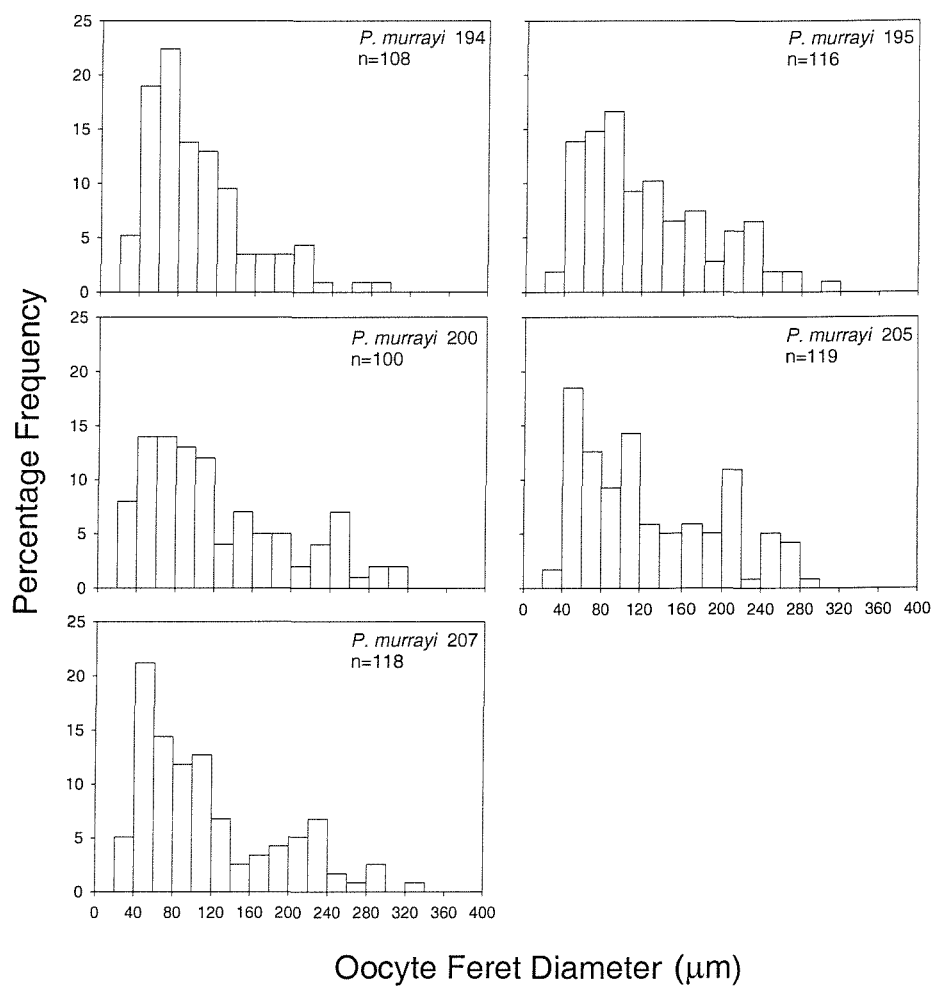 25
20
15
10
5
0
P. murrayi 194
n=108
P. murrayi 195
n=116
25
20
15
10
5
0
P. murrayi 200
n=100
P. murrayi 205
n=119
0 40 80 120 160 200 240 280 320 360 400
25
20
15
10
5
0
P. murrayi 207
n=118
0 40 80 120 160 200 240 280 320 360 400
Percentage Frequency
Oocyte Feret Diameter (μm)